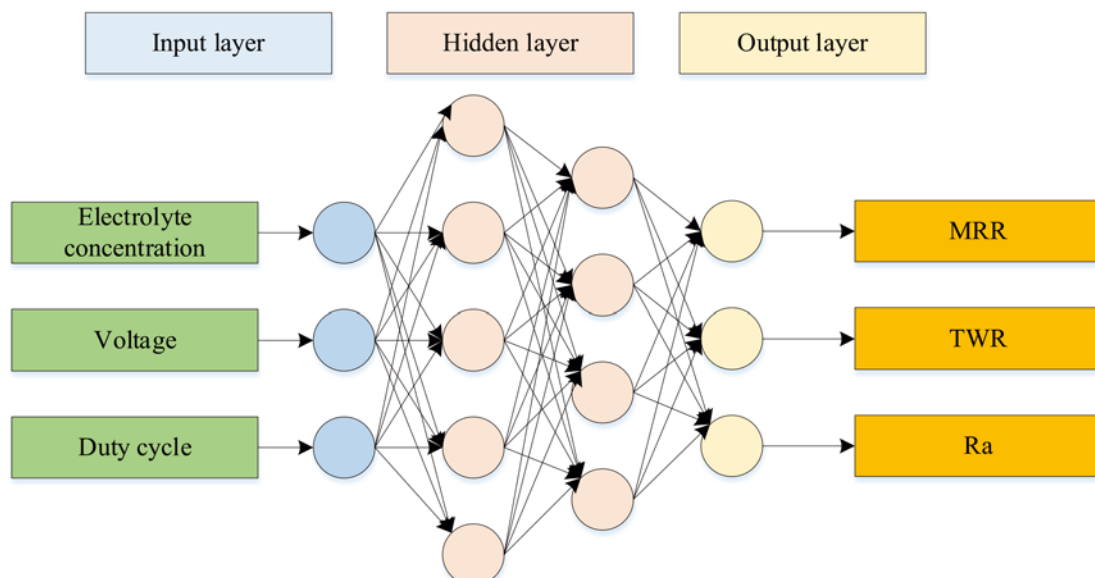 Input layer
Hidden layer
Output layer
Electrolyte
concentration
Voltage
Duty cycle
MRR
TWR
Ra